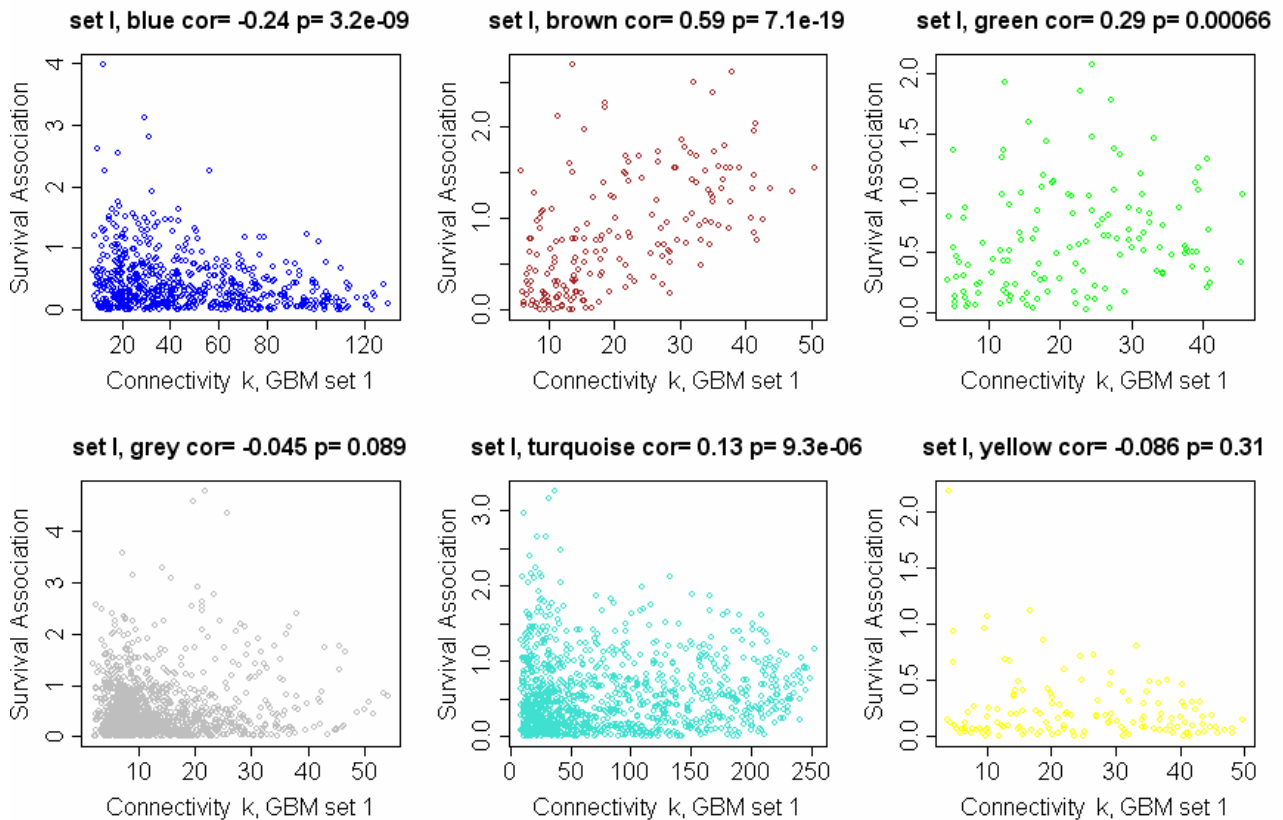 set I, blue cor= -0.24 p= 3.2e-09
set I, brown cor= 0.59 p= 7.1e-19
set I, green cor= 0.29 p= 0.00066
Survival Association
0 1 2 3 4
20 40 60 80 120
Connectivity k, GBM set 1
Survival Association
0.0 1.0 2.0
10 20 30 40 50
Connectivity k, GBM set 1
Survival Association
0.0 0.5 1.0 1.5 2.0
10 20 30 40
Connectivity k, GBM set 1
set I, grey cor= -0.045 p= 0.089
set I, turquoise cor= 0.13 p= 9.3e-06
set I, yellow cor= -0.086 p= 0.31
Survival Association
0 1 2 3 4
10 20 30 40 50
Connectivity k, GBM set 1
Survival Association
0.0 1.0 2.0 3.0
0 50 100 150 200 250
Connectivity k, GBM set 1
Survival Association
0.0 0.5 1.0 1.5 2.0
10 20 30 40 50
Connectivity k, GBM set 1